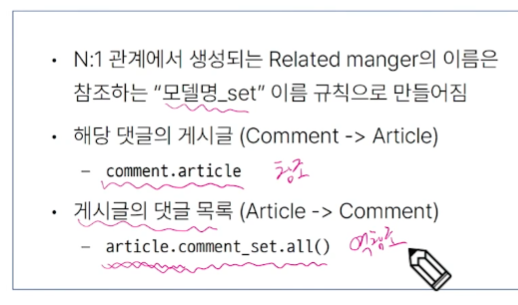 • N:1 관계에서 생성되는 Related manger의 이름은
참조하는 “모델명_set” 이름 규칙으로 만들어짐
• 해당 댓글의 게시글 (Comment -> Article)
– comment.article 참조
• 게시글의 댓글 목록 (Article -> Comment)
– article.comment_set.all() 역참조